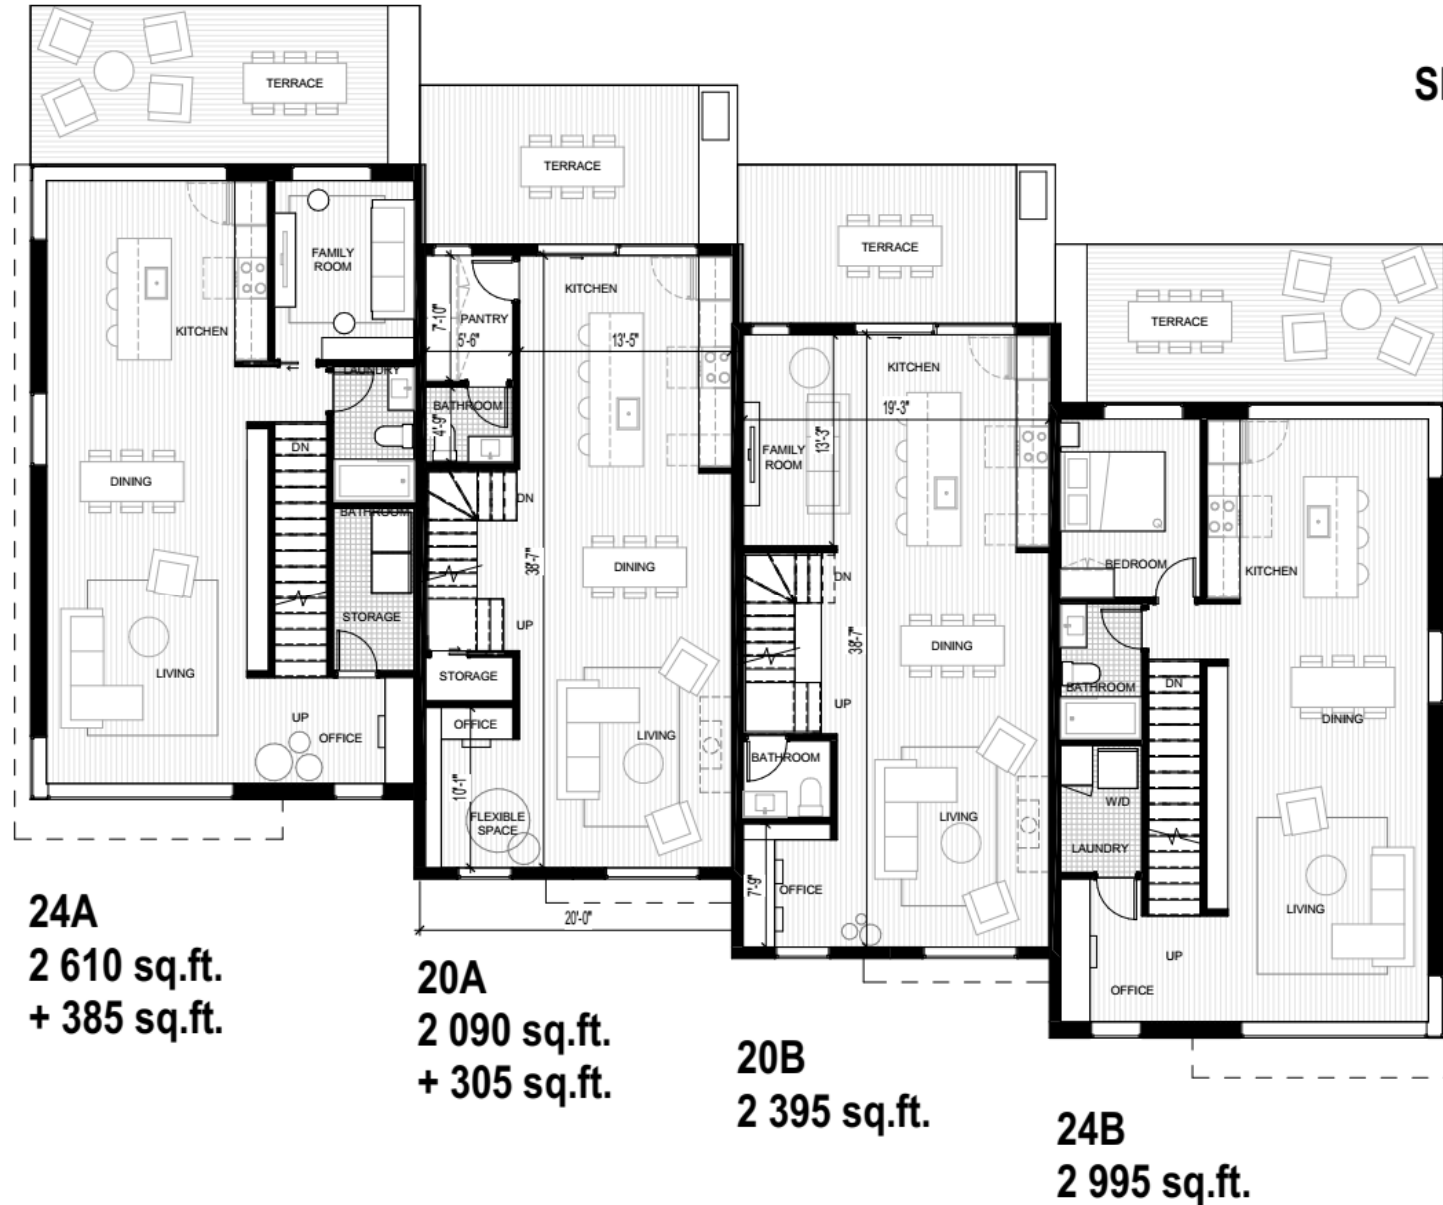 TERRACE
FAMILY
ROOM
KITCHEN
LAUNDRY
DN
DINING
BATHROOM
STORAGE
LIVING
UP
OFFICE
24A
2 610 sq.ft.
+ 385 sq.ft.
TERRACE
KITCHEN
PANTRY
7'-10"
5'-6"
13'-5"
BATHROOM
4'-9"
DN
38'-7"
DINING
UP
STORAGE
OFFICE
LIVING
10'-1"
FLEXIBLE
SPACE
20'-0"
20A
2 090 sq.ft.
+ 305 sq.ft.
TERRACE
KITCHEN
19'-3"
13'-3"
FAMILY
ROOM
DN
38'-7"
DINING
UP
BATHROOM
LIVING
7'-9"
OFFICE
20B
2 395 sq.ft.
TERRACE
BEDROOM
KITCHEN
BATHROOM
DN
DINING
W/D
LAUNDRY
LIVING
UP
OFFICE
24B
2 995 sq.ft.